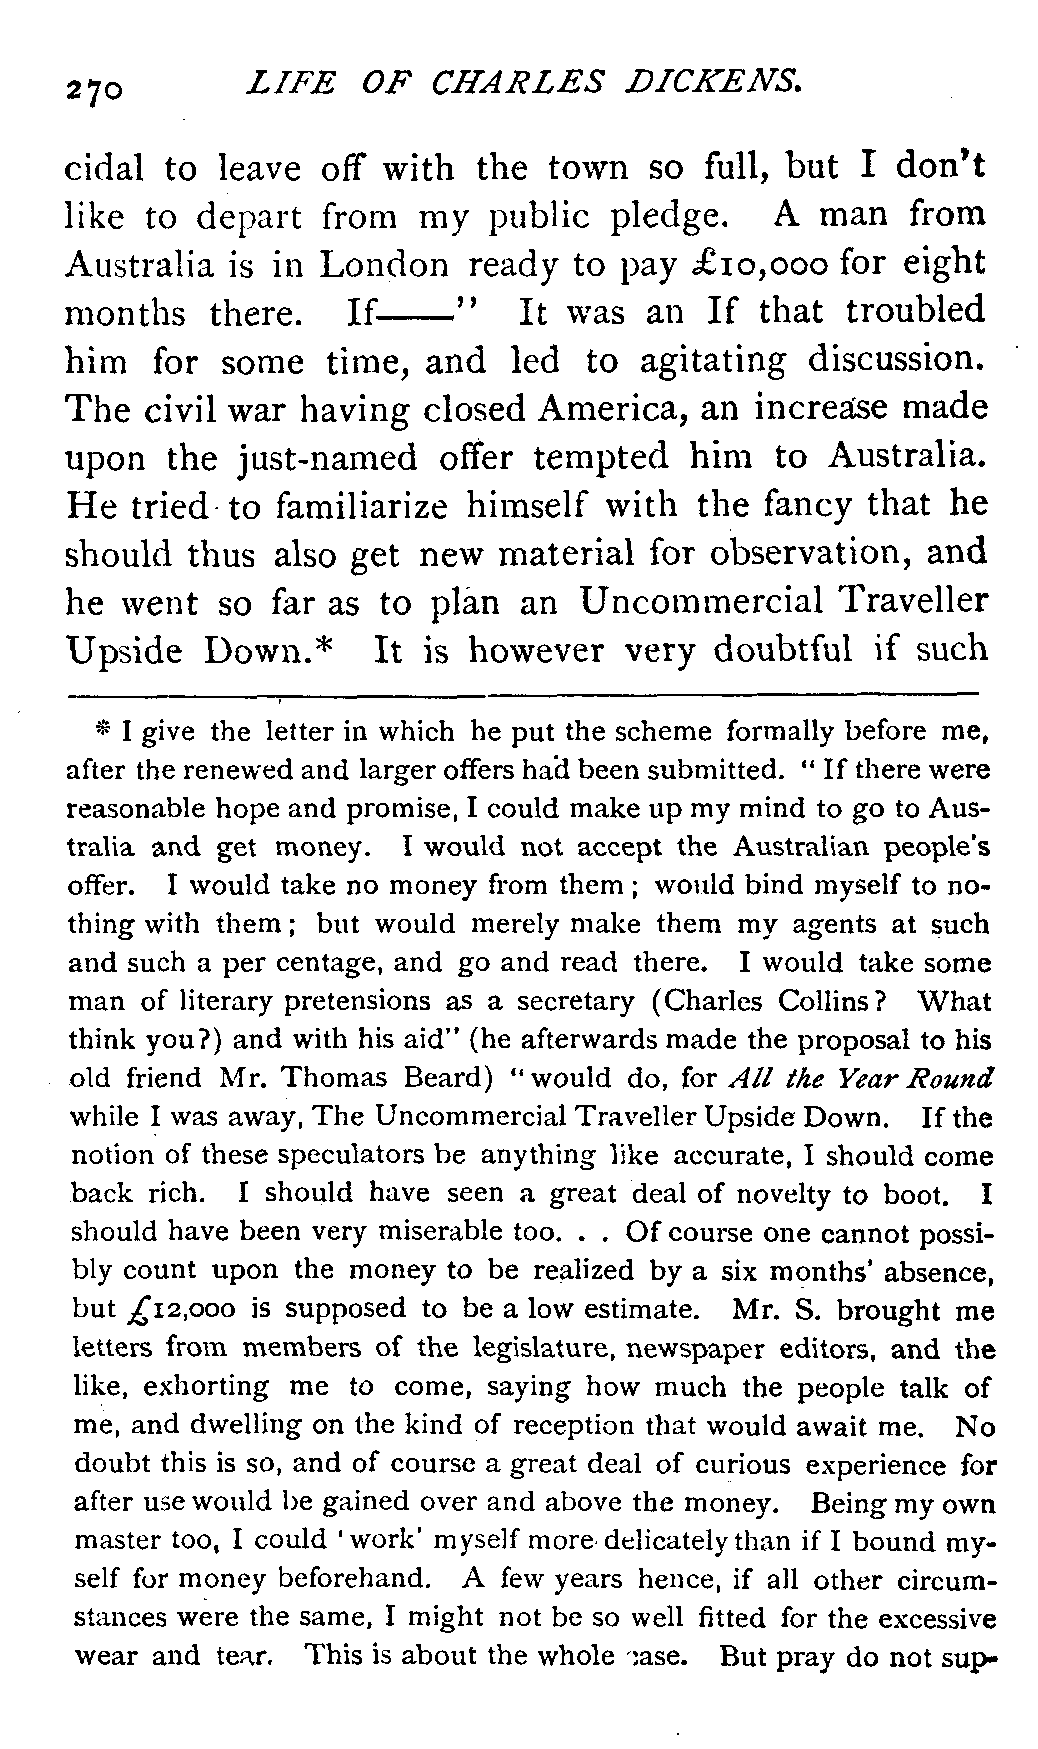 270 LIFE OF CHARLES DICKENS.
cidal to leave off with the town so full, but I don't
like to depart from my public pledge. A man from
Australia is in London ready to pay £10,000 for eight
months there. If——" It was an If that troubled
him for some time, and led to agitating discussion.
The civil war having closed America, an increase made
upon the just-named offer tempted him to Australia.
He tried to familiarize himself with the fancy that he
should thus also get new material for observation, and
he went so far as to plan an Uncommercial Traveller
Upside Down.* It is however very doubtful if such
* I give the letter in which he put the scheme formally before me,
after the renewed and larger offers had been submitted. "If there were
reasonable hope and promise, I could make up my mind to go to Aus-
tralia and get money. I would not accept the Australian people's
offer. I would take no money from them; would bind myself to no-
thing with them; but would merely make them my agents at such
and such a per centage, and go and read there. I would take some
man of literary pretensions as a secretary (Charles Collins? What
think you?) and with his aid" (he afterwards made the proposal to his
old friend Mr. Thomas Beard) "would do, for All the Year Round
while I was away, The Uncommercial Traveller Upside Down. If the
notion of these speculators be anything like accurate, I should come
back rich. I should have seen a great deal of novelty to boot. I
should have been very miserable too. . . Of course one cannot possi-
bly count upon the money to be realized by a six months' absence,
but £12,000 is supposed to be a low estimate. Mr. S. brought me
letters from members of the legislature, newspaper editors, and the
like, exhorting me to come, saying how much the people talk of
me, and dwelling on the kind of reception that would await me. No
doubt this is so, and of course a great deal of curious experience for
after use would be gained over and above the money. Being my own
master too, I could 'work' myself more delicately than if I bound my-
self for money beforehand. A few years hence, if all other circum-
stances were the same, I might not be so well fitted for the excessive
wear and tear. This is about the whole case. But pray do not sup-